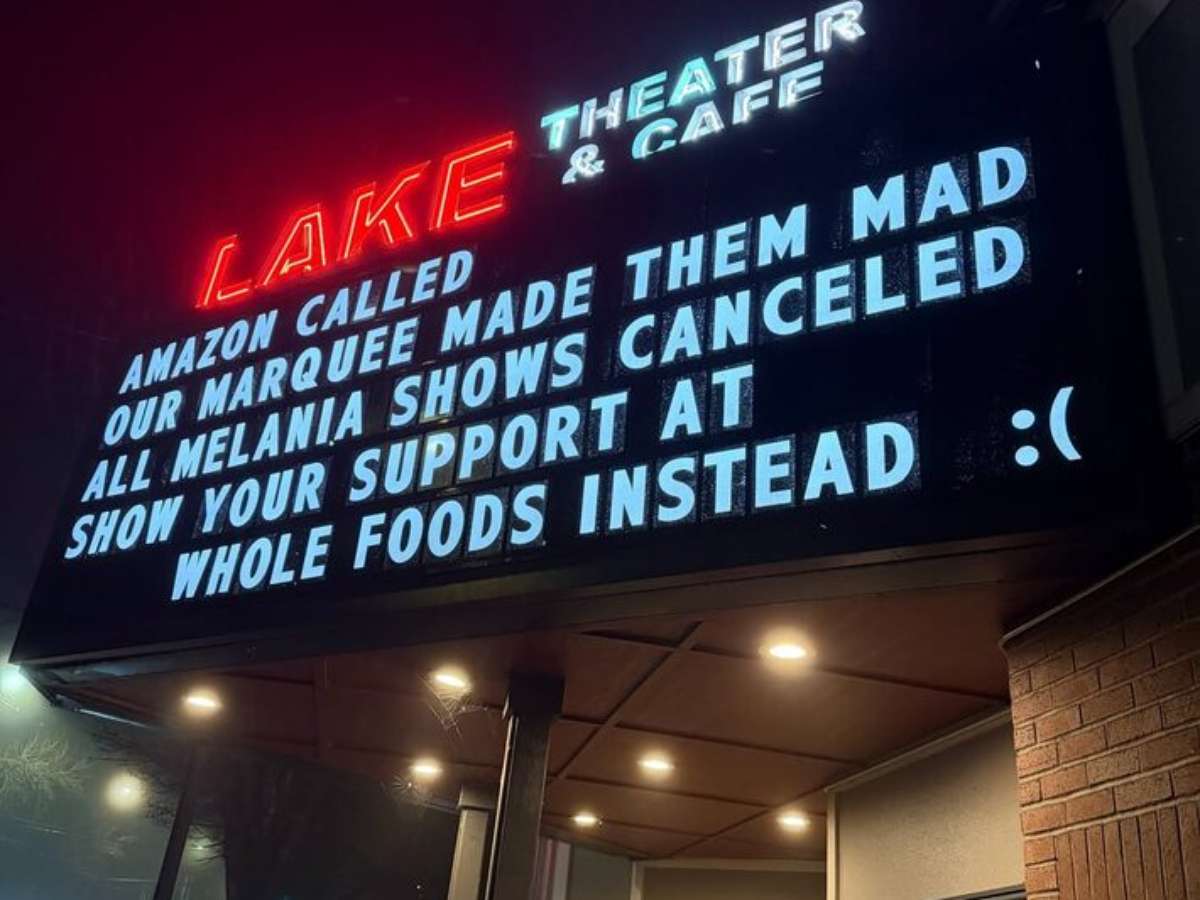 LAKE THEATER
& CAFE
AMAZON CALLED
OUR MARQUEE MADE THEM MAD
ALL MELANIA SHOWS CANCELED
SHOW YOUR SUPPORT AT
WHOLE FOODS INSTEAD :(